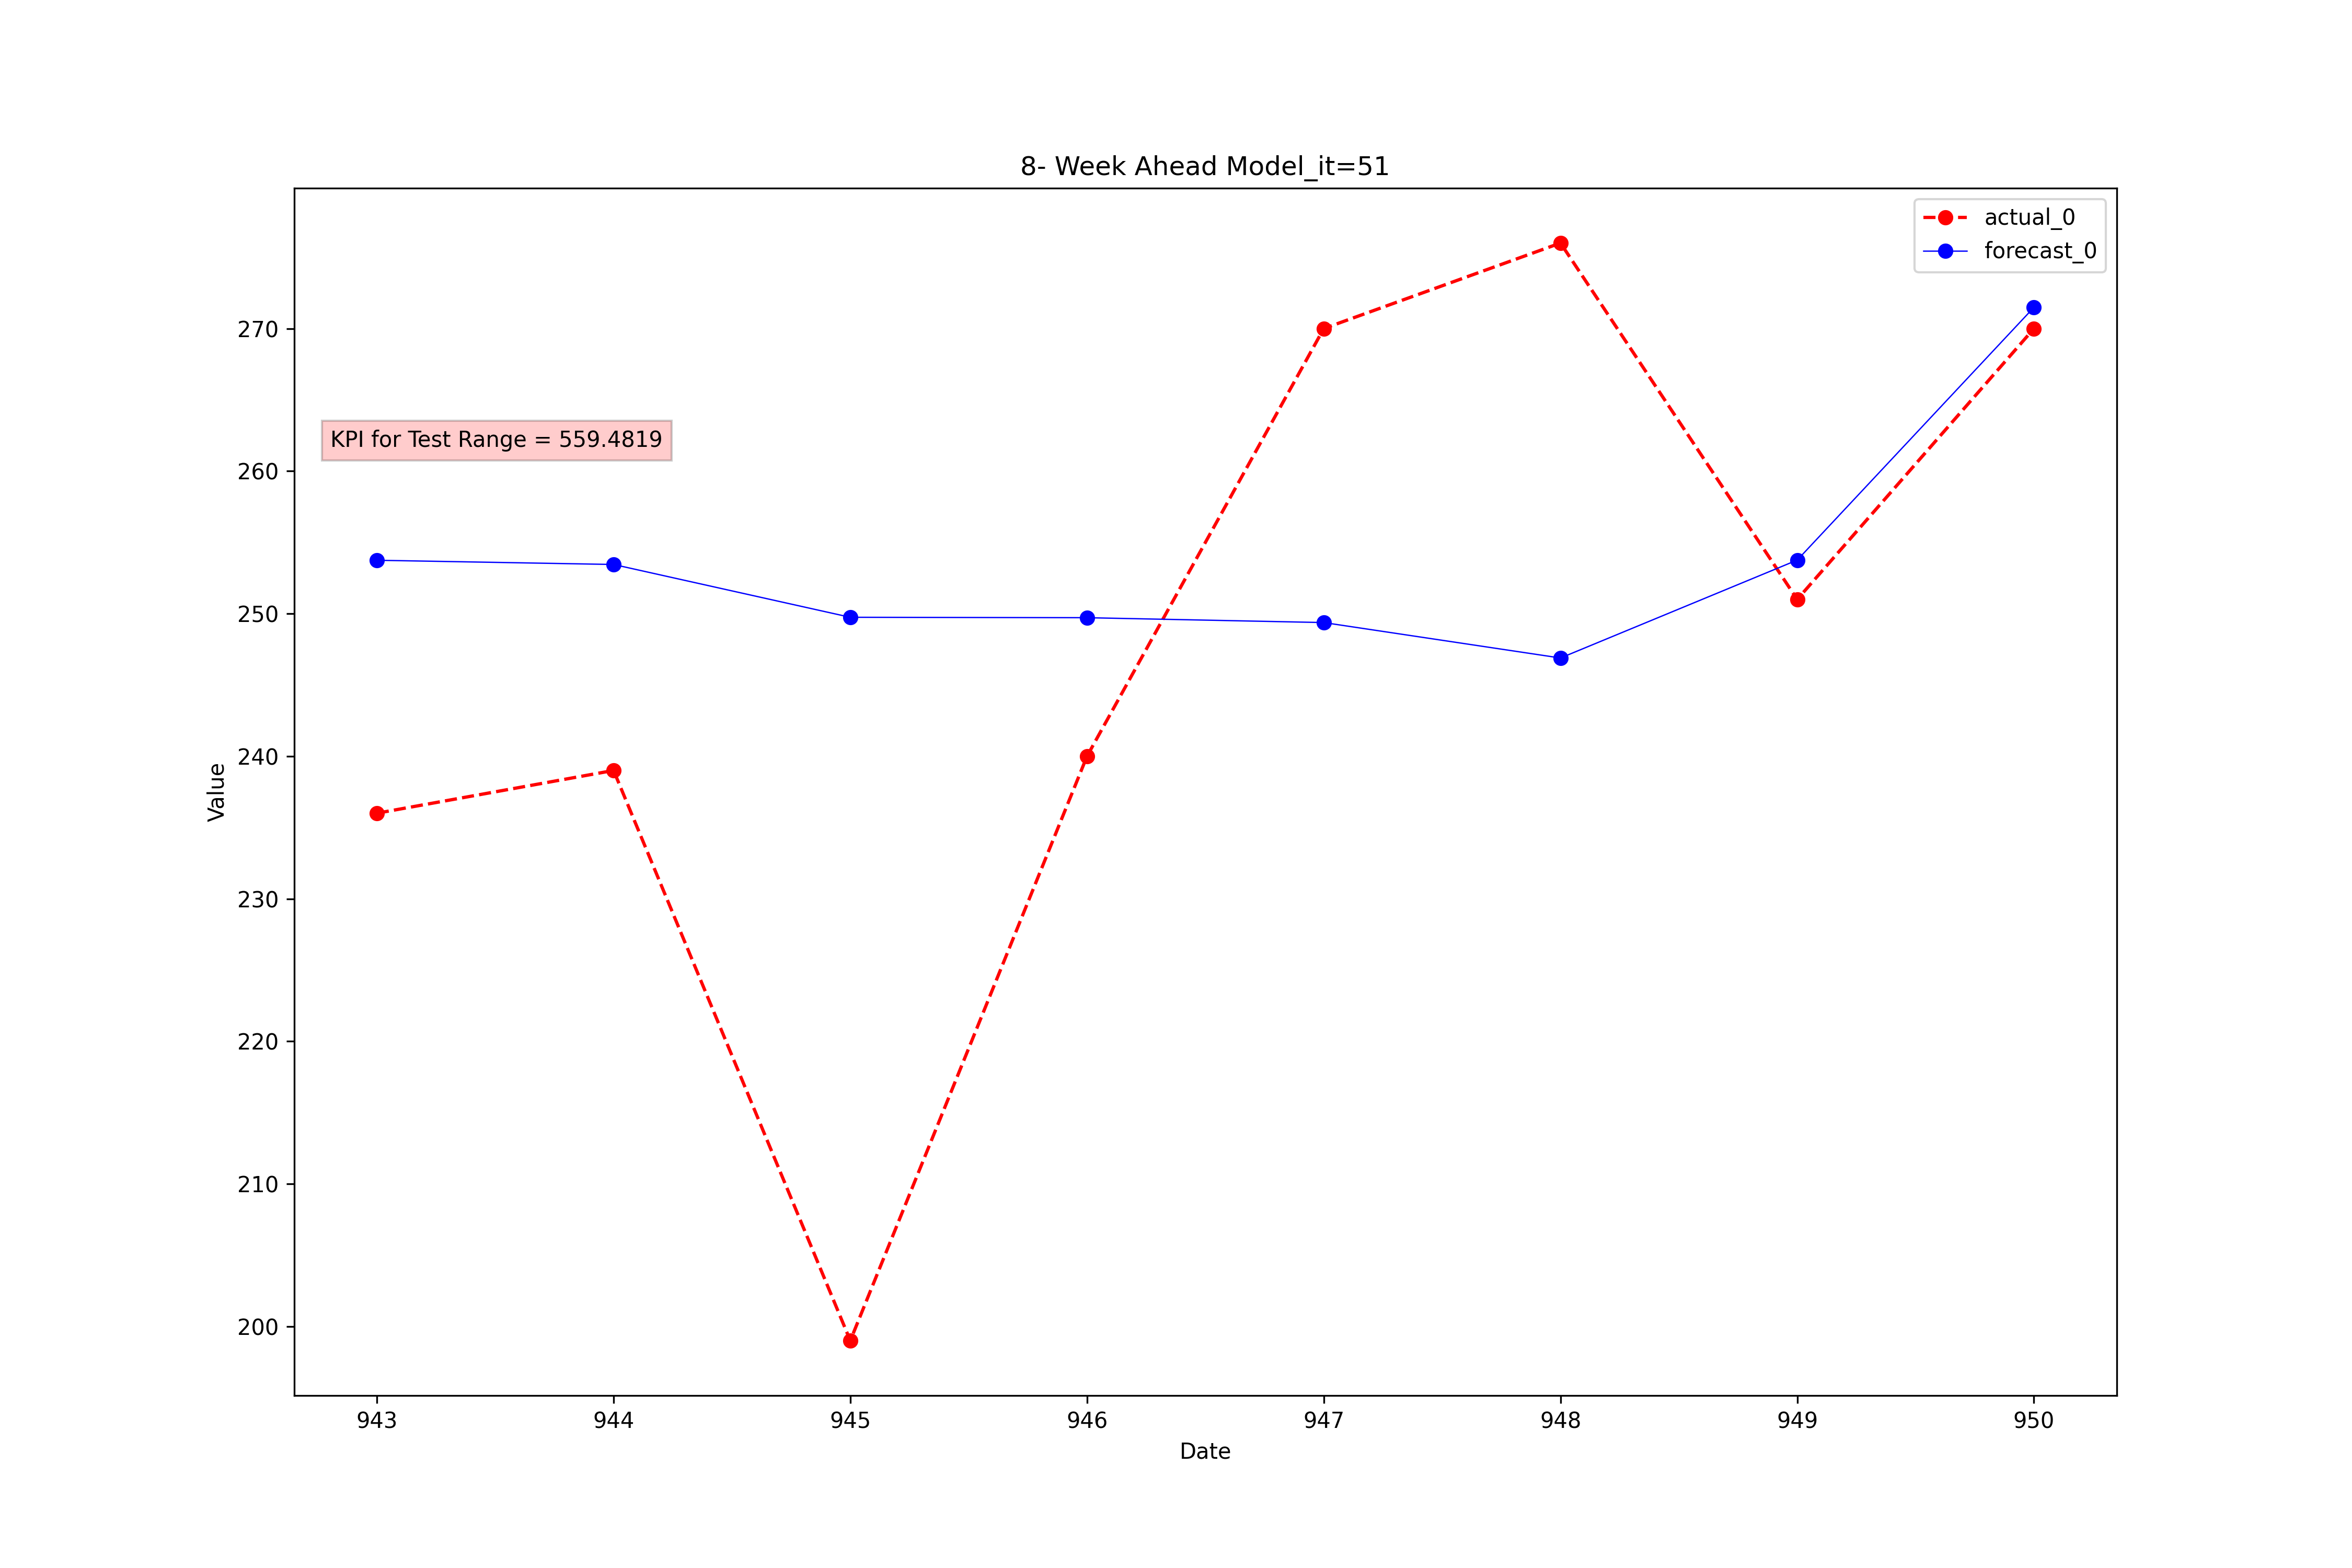 8- Week Ahead Model_it=51
actual_0
forecast_0
KPI for Test Range = 559.4819
270
260
250
240
230
220
210
200
Value
943 944 945 946 947 948 949 950
Date